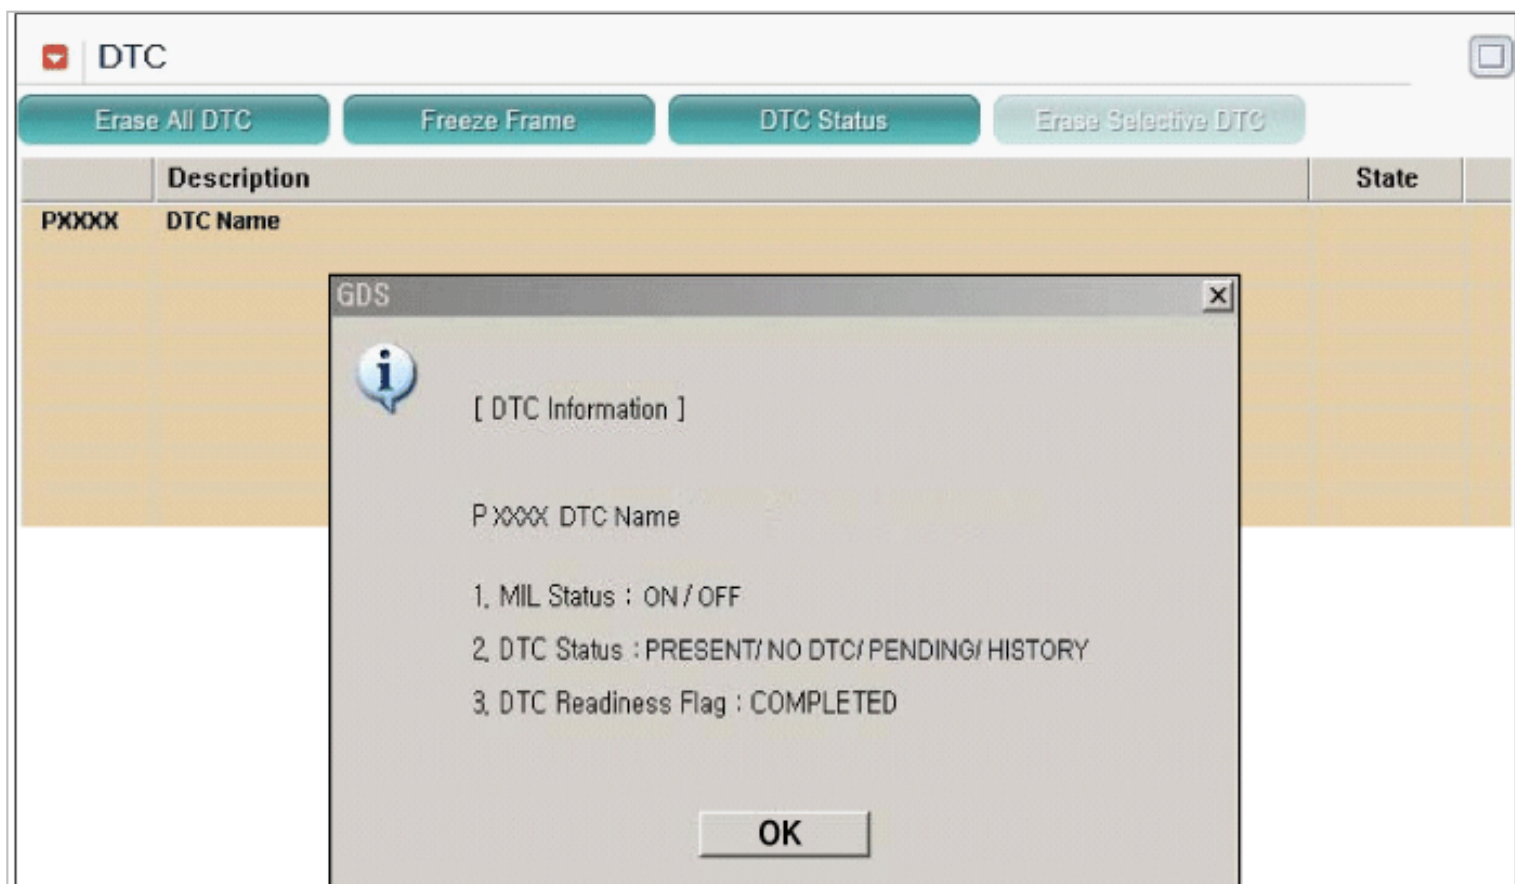 DTC
Erase All DTC Freeze Frame DTC Status Erase Selective DTC
Description State
PXXXX DTC Name
GDS
[ DTC Information ]
PXXXX DTC Name
1. MIL Status : ON / OFF
2. DTC Status : PRESENT/ NO DTC/ PENDING/ HISTORY
3. DTC Readiness Flag : COMPLETED
OK